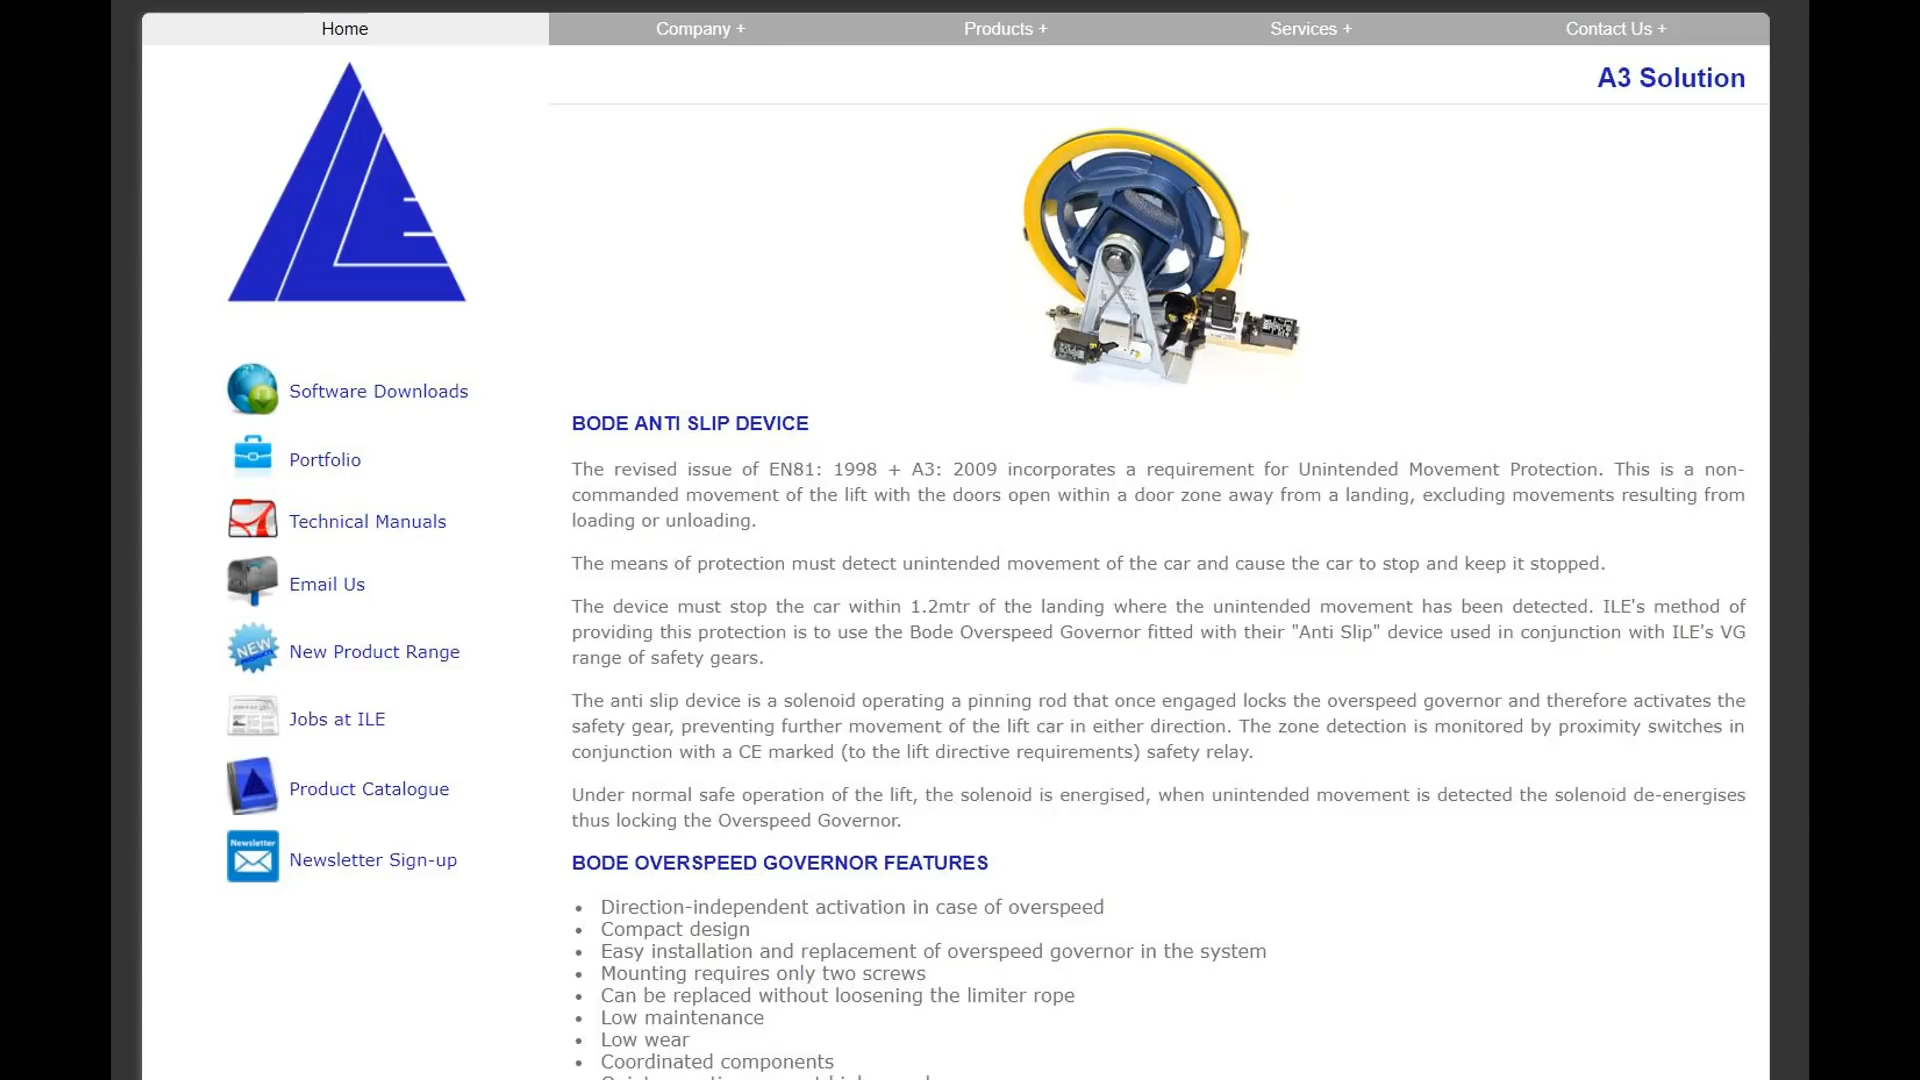 Home
Company +
Products +
Services +
Contact Us +
A3 Solution
ILE
Software Downloads
Portfolio
Technical Manuals
Email Us
NEW
New Product Range
Jobs at ILE
Product Catalogue
Newsletter
Newsletter Sign-up
BODE ANTI SLIP DEVICE
The revised issue of EN81: 1998 + A3: 2009 incorporates a requirement for Unintended Movement Protection. This is a non-
commanded movement of the lift with the doors open within a door zone away from a landing, excluding movements resulting from
loading or unloading.
The means of protection must detect unintended movement of the car and cause the car to stop and keep it stopped.
The device must stop the car within 1.2mtr of the landing where the unintended movement has been detected. ILE's method of
providing this protection is to use the Bode Overspeed Governor fitted with their "Anti Slip" device used in conjunction with ILE's VG
range of safety gears.
The anti slip device is a solenoid operating a pinning rod that once engaged locks the overspeed governor and therefore activates the
safety gear, preventing further movement of the lift car in either direction. The zone detection is monitored by proximity switches in
conjunction with a CE marked (to the lift directive requirements) safety relay.
Under normal safe operation of the lift, the solenoid is energised, when unintended movement is detected the solenoid de-energises
thus locking the Overspeed Governor.
BODE OVERSPEED GOVERNOR FEATURES
• Direction-independent activation in case of overspeed
• Compact design
• Easy installation and replacement of overspeed governor in the system
• Mounting requires only two screws
• Can be replaced without loosening the limiter rope
• Low maintenance
• Low wear
• Coordinated components